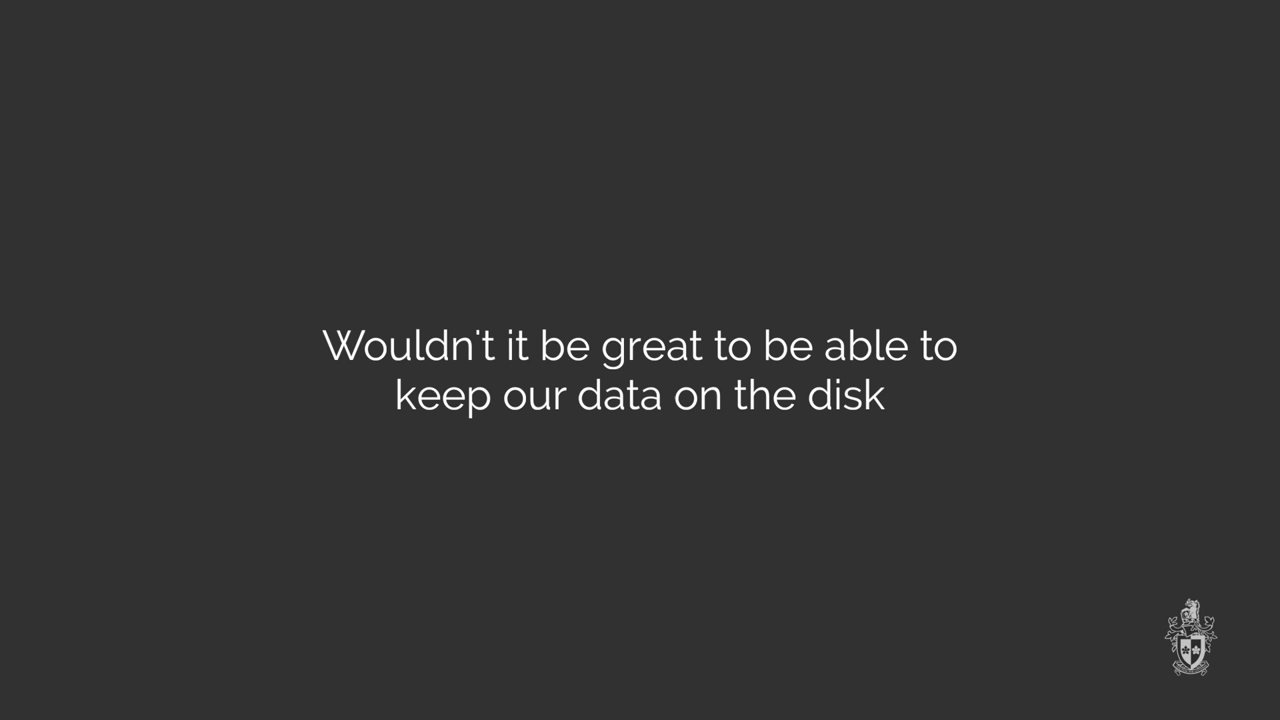 Wouldn't it be great to be able to
keep our data on the disk